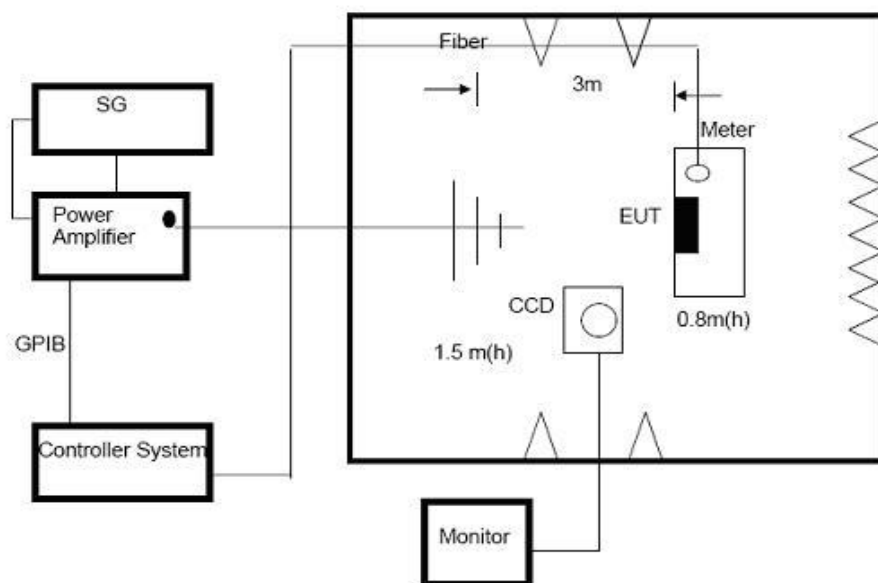 Fiber
3m
SG
Meter
Power
Amplifier
EUT
CCD
0.8m(h)
GPIB
1.5 m(h)
Controller System
Monitor